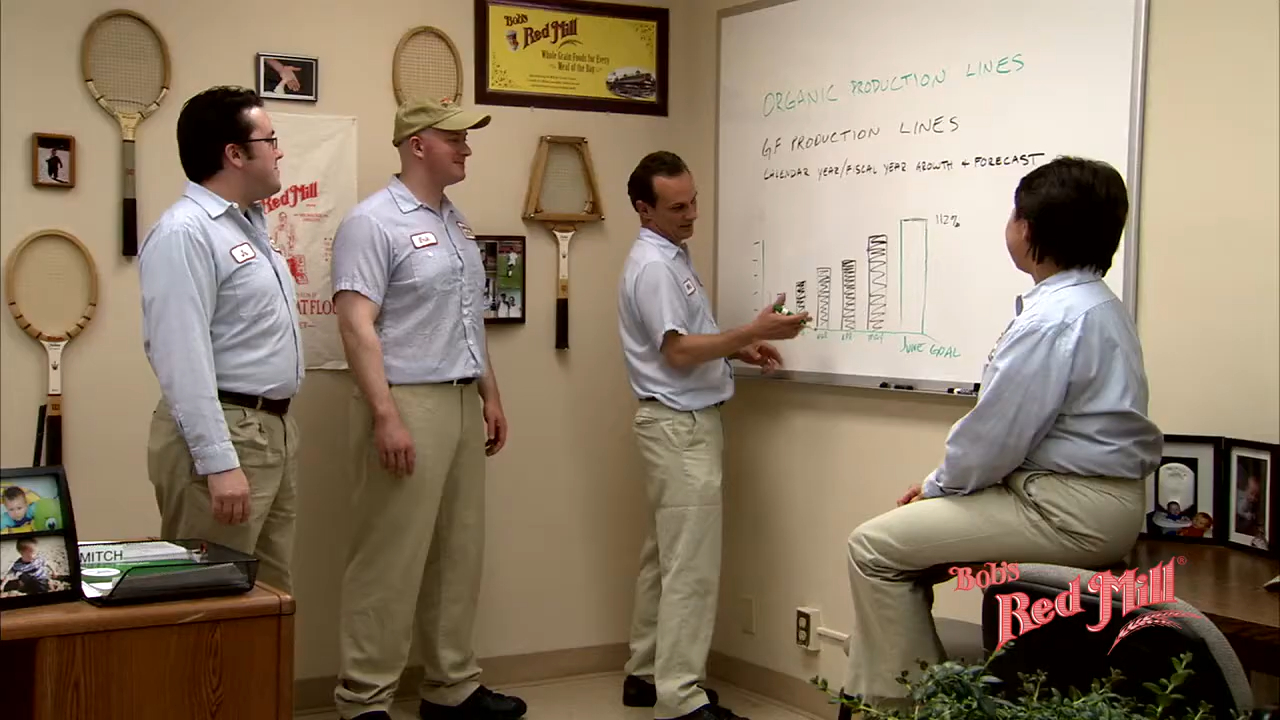 Bob's
Red Mill
Whole Grain Foods for Every
Meal of the Day
ORGANIC PRODUCTION LINES
GF PRODUCTION LINES
CALENDAR YEAR/FISCAL YEAR GROWTH & FORECAST
112%
JUNE GOAL
Red Mill
MITCH
Bob's
Red Mill®